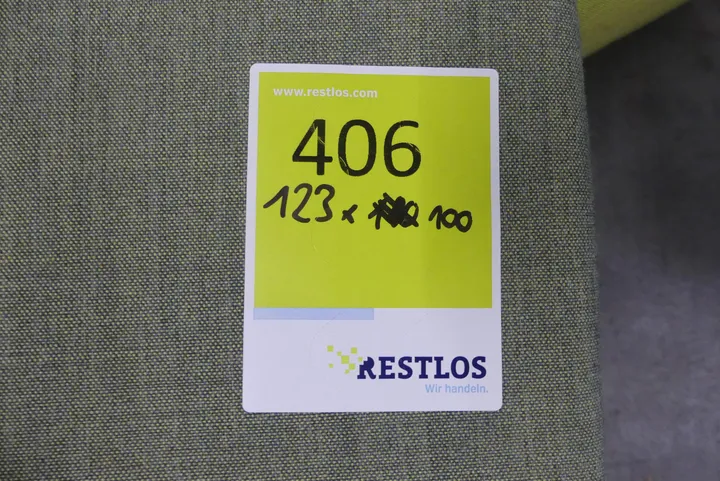 www.restlos.com
406
123 x 100
RESTLOS
Wir handeln.